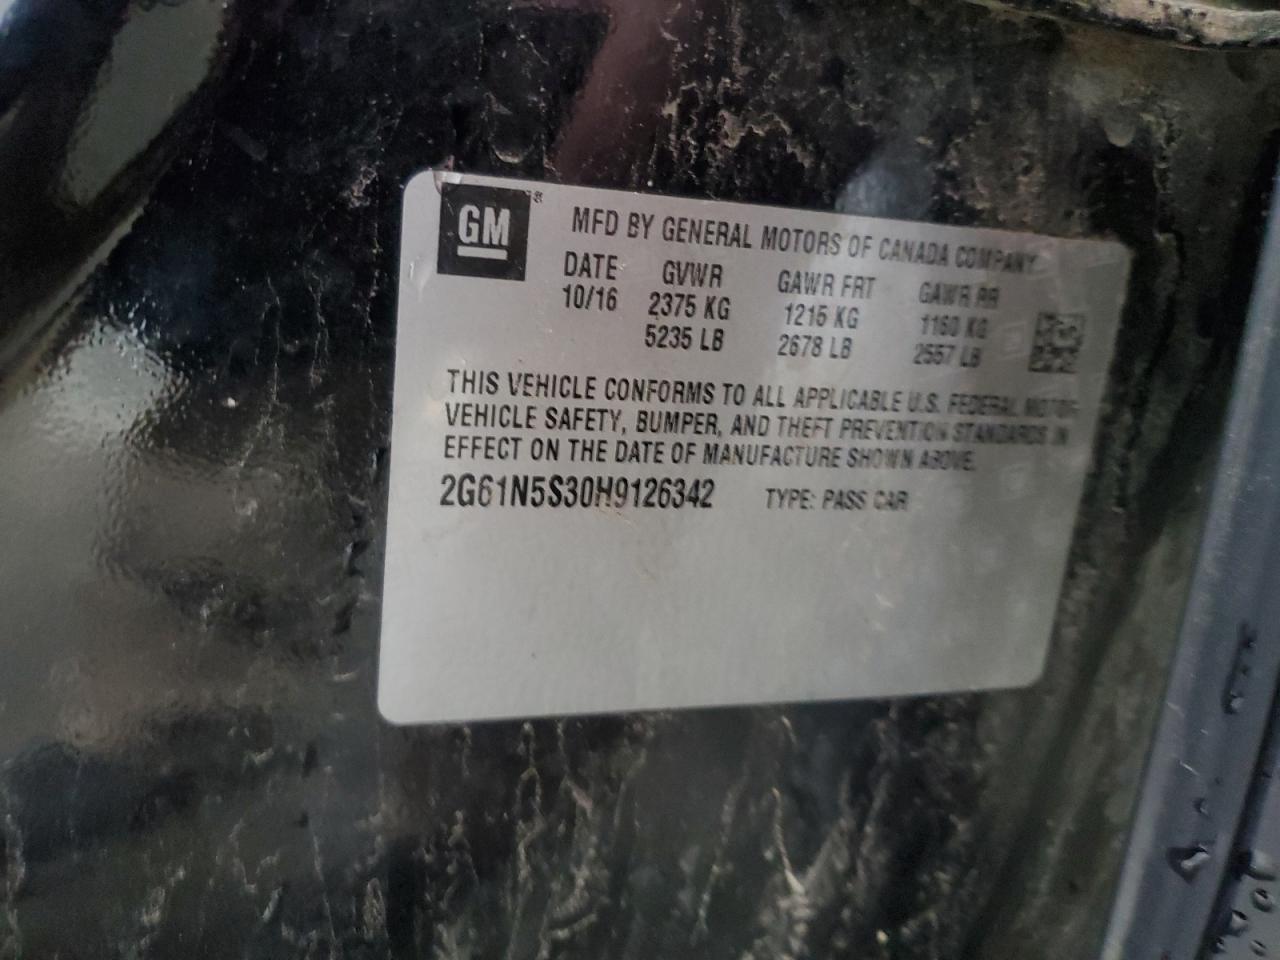 GM®
MFD BY GENERAL MOTORS OF CANADA COMPANY
DATE GVWR GAWR FRT GAWR RR
10/16 2375 KG 1215 KG 1160 KG
5235 LB 2678 LB 2557 LB
THIS VEHICLE CONFORMS TO ALL APPLICABLE U.S. FEDERAL MOTOR
VEHICLE SAFETY, BUMPER, AND THEFT PREVENTION STANDARDS IN
EFFECT ON THE DATE OF MANUFACTURE SHOWN ABOVE.
2G61N5S30H9126342 TYPE: PASS CAR